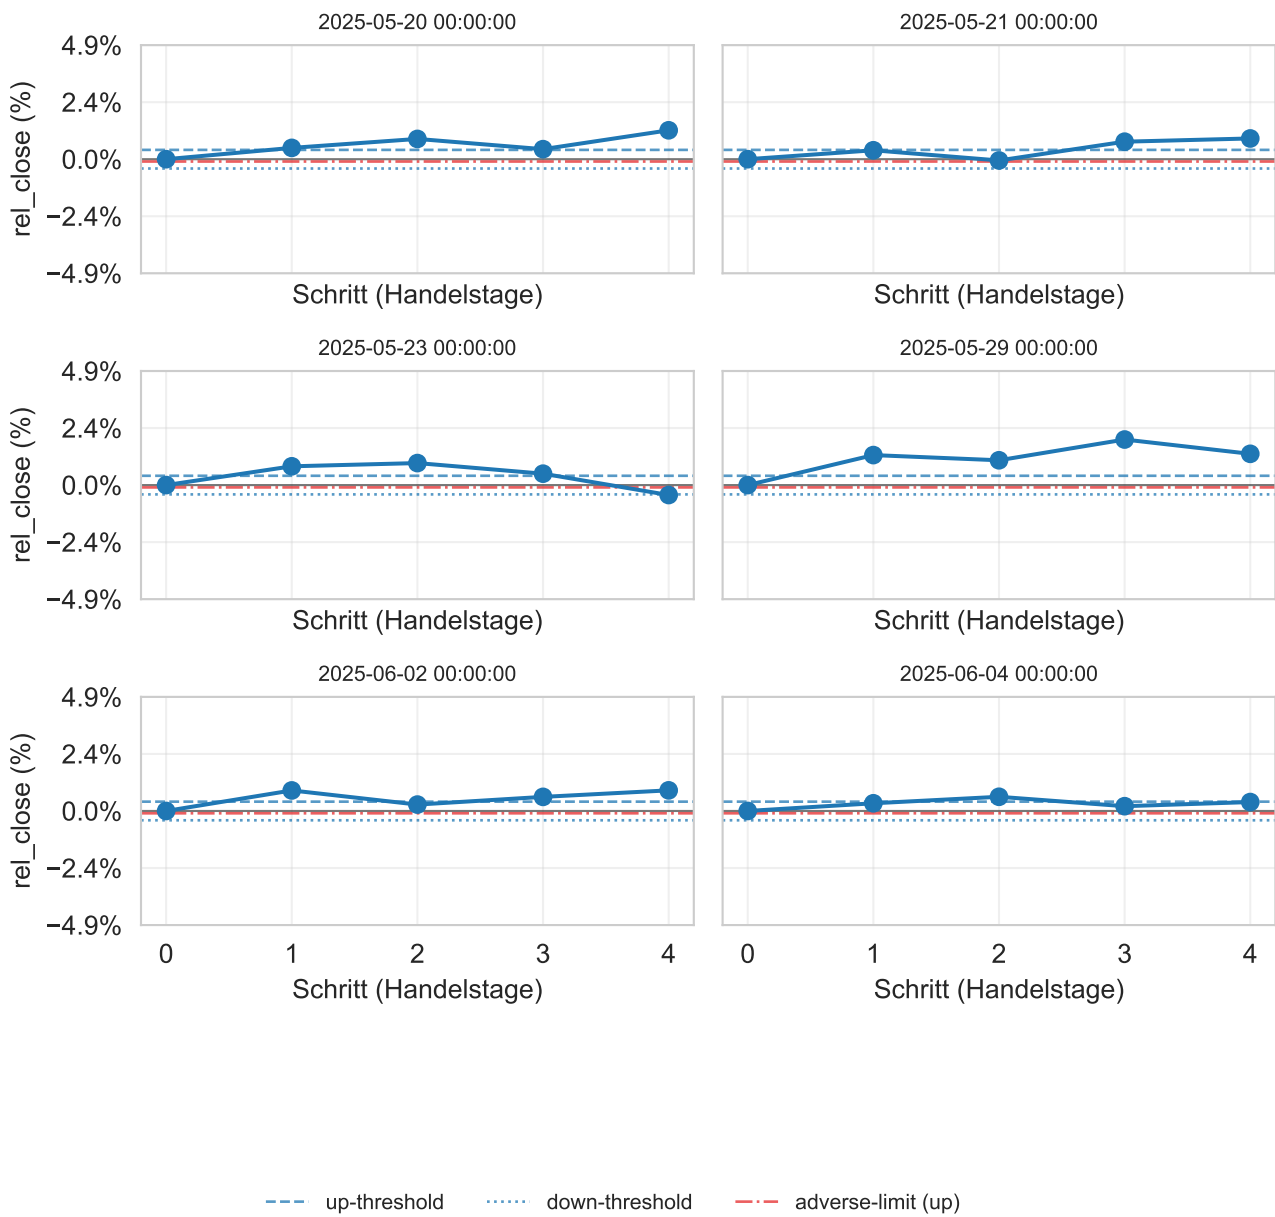 2025-05-20 00:00:00
2025-05-21 00:00:00
4.9%
2.4%
0.0%
−2.4%
−4.9%
rel_close (%)
Schritt (Handelstage)
Schritt (Handelstage)
2025-05-23 00:00:00
2025-05-29 00:00:00
4.9%
2.4%
0.0%
−2.4%
−4.9%
rel_close (%)
Schritt (Handelstage)
Schritt (Handelstage)
2025-06-02 00:00:00
2025-06-04 00:00:00
4.9%
2.4%
0.0%
−2.4%
−4.9%
rel_close (%)
0 1 2 3 4
0 1 2 3 4
Schritt (Handelstage)
Schritt (Handelstage)
up-threshold down-threshold adverse-limit (up)